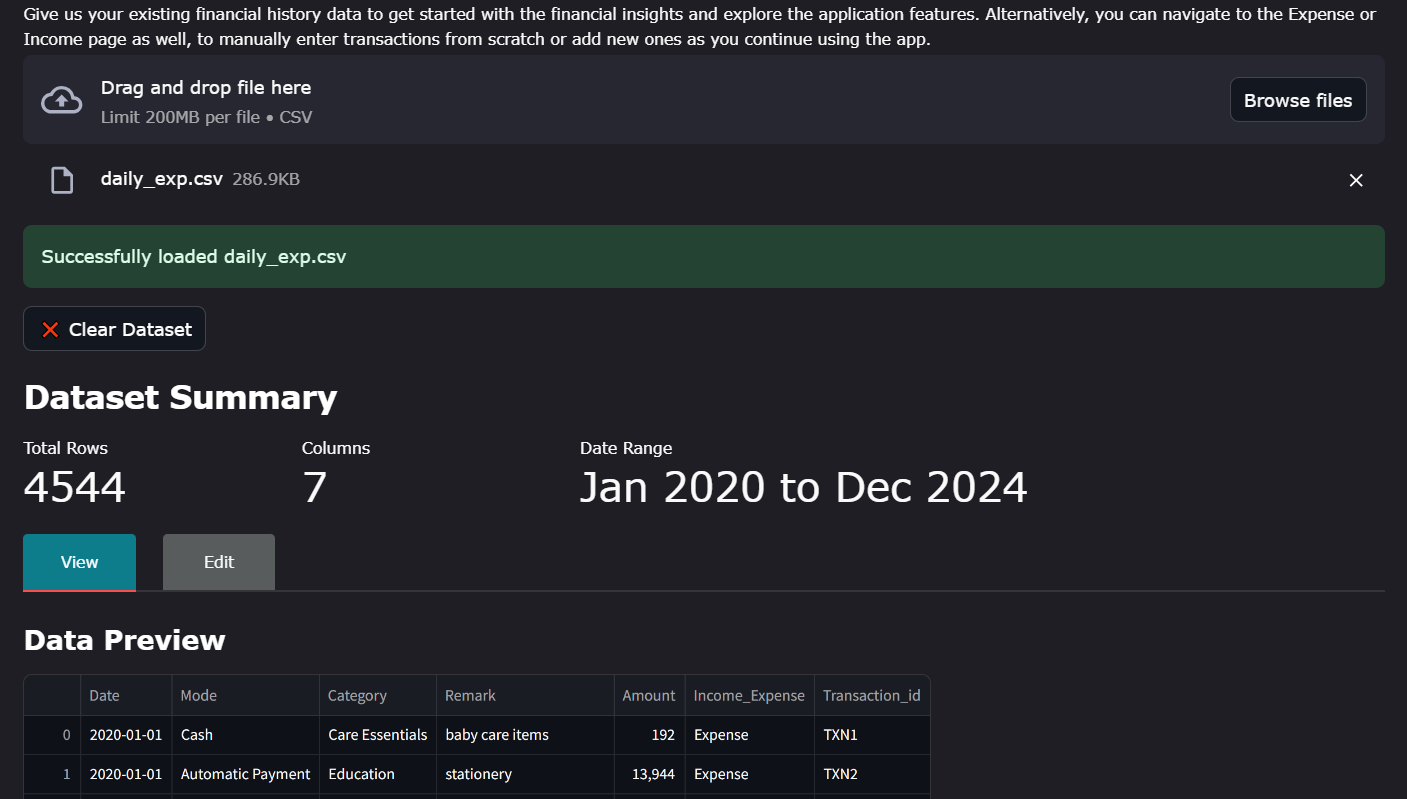 Give us your existing financial history data to get started with the financial insights and explore the application features. Alternatively, you can navigate to the Expense or
Income page as well, to manually enter transactions from scratch or add new ones as you continue using the app.
Drag and drop file here
Limit 200MB per file • CSV
Browse files
daily_exp.csv 286.9KB
Successfully loaded daily_exp.csv
❌ Clear Dataset
Dataset Summary
Total Rows Columns Date Range
4544 7 Jan 2020 to Dec 2024
View Edit
Data Preview
Date Mode Category Remark Amount Income_Expense Transaction_id
0 2020-01-01 Cash Care Essentials baby care items 192 Expense TXN1
1 2020-01-01 Automatic Payment Education stationery 13,944 Expense TXN2